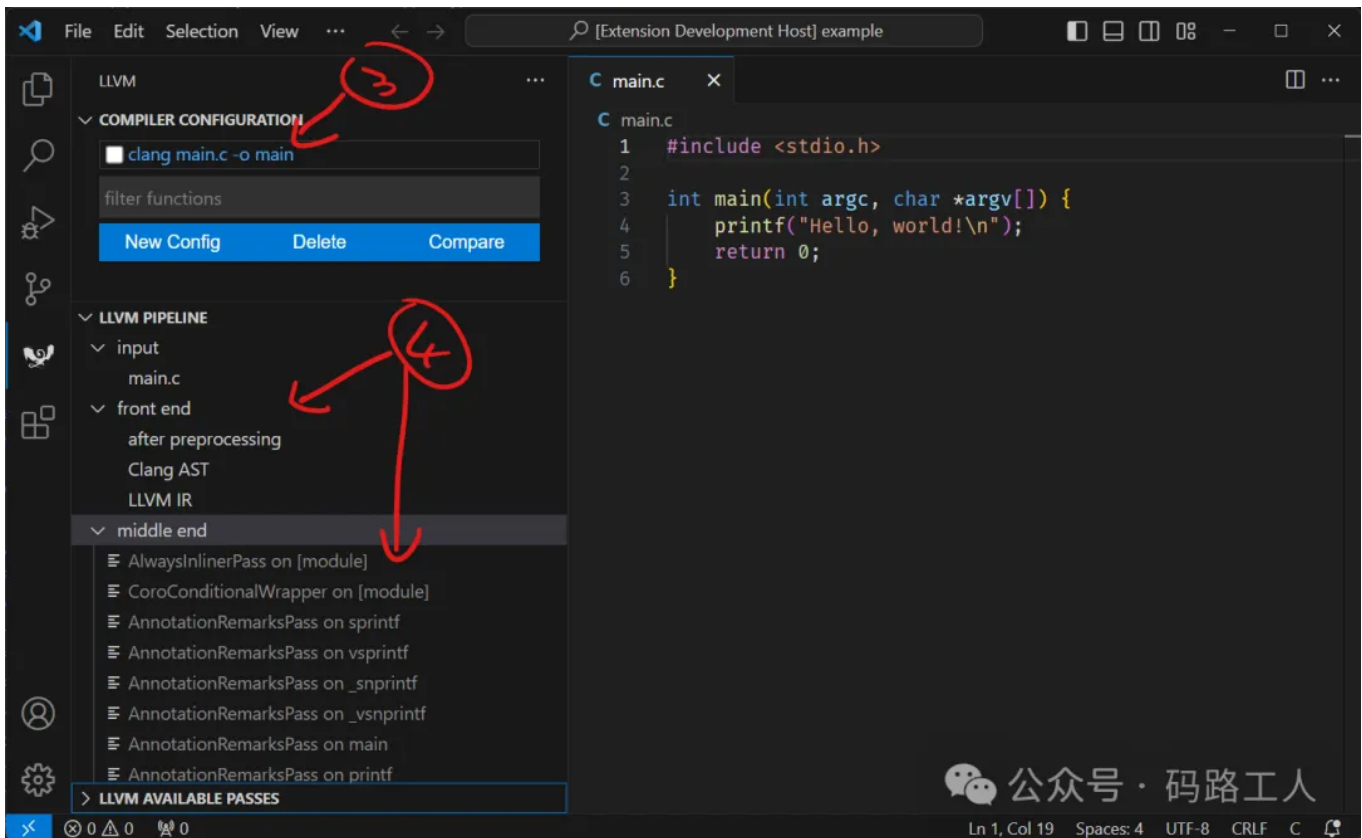 File Edit Selection View ··· [Extension Development Host] example
LLVM
3
COMPILER CONFIGURATION
clang main.c -o main
filter functions
New Config Delete Compare
LLVM PIPELINE
4
input
main.c
front end
after preprocessing
Clang AST
LLVM IR
middle end
AlwaysInlinerPass on [module]
CoroConditionalWrapper on [module]
AnnotationRemarksPass on sprintf
AnnotationRemarksPass on vsprintf
AnnotationRemarksPass on _snprintf
AnnotationRemarksPass on _vsnprintf
AnnotationRemarksPass on main
AnnotationRemarksPass on printf
LLVM AVAILABLE PASSES
C main.c
C main.c
1 #include <stdio.h>
2
3 int main(int argc, char *argv[]) {
4 printf("Hello, world!\n");
5 return 0;
6 }
公众号 · 码路工人
0 0 0
Ln 1, Col 19 Spaces: 4 UTF-8 CRLF C